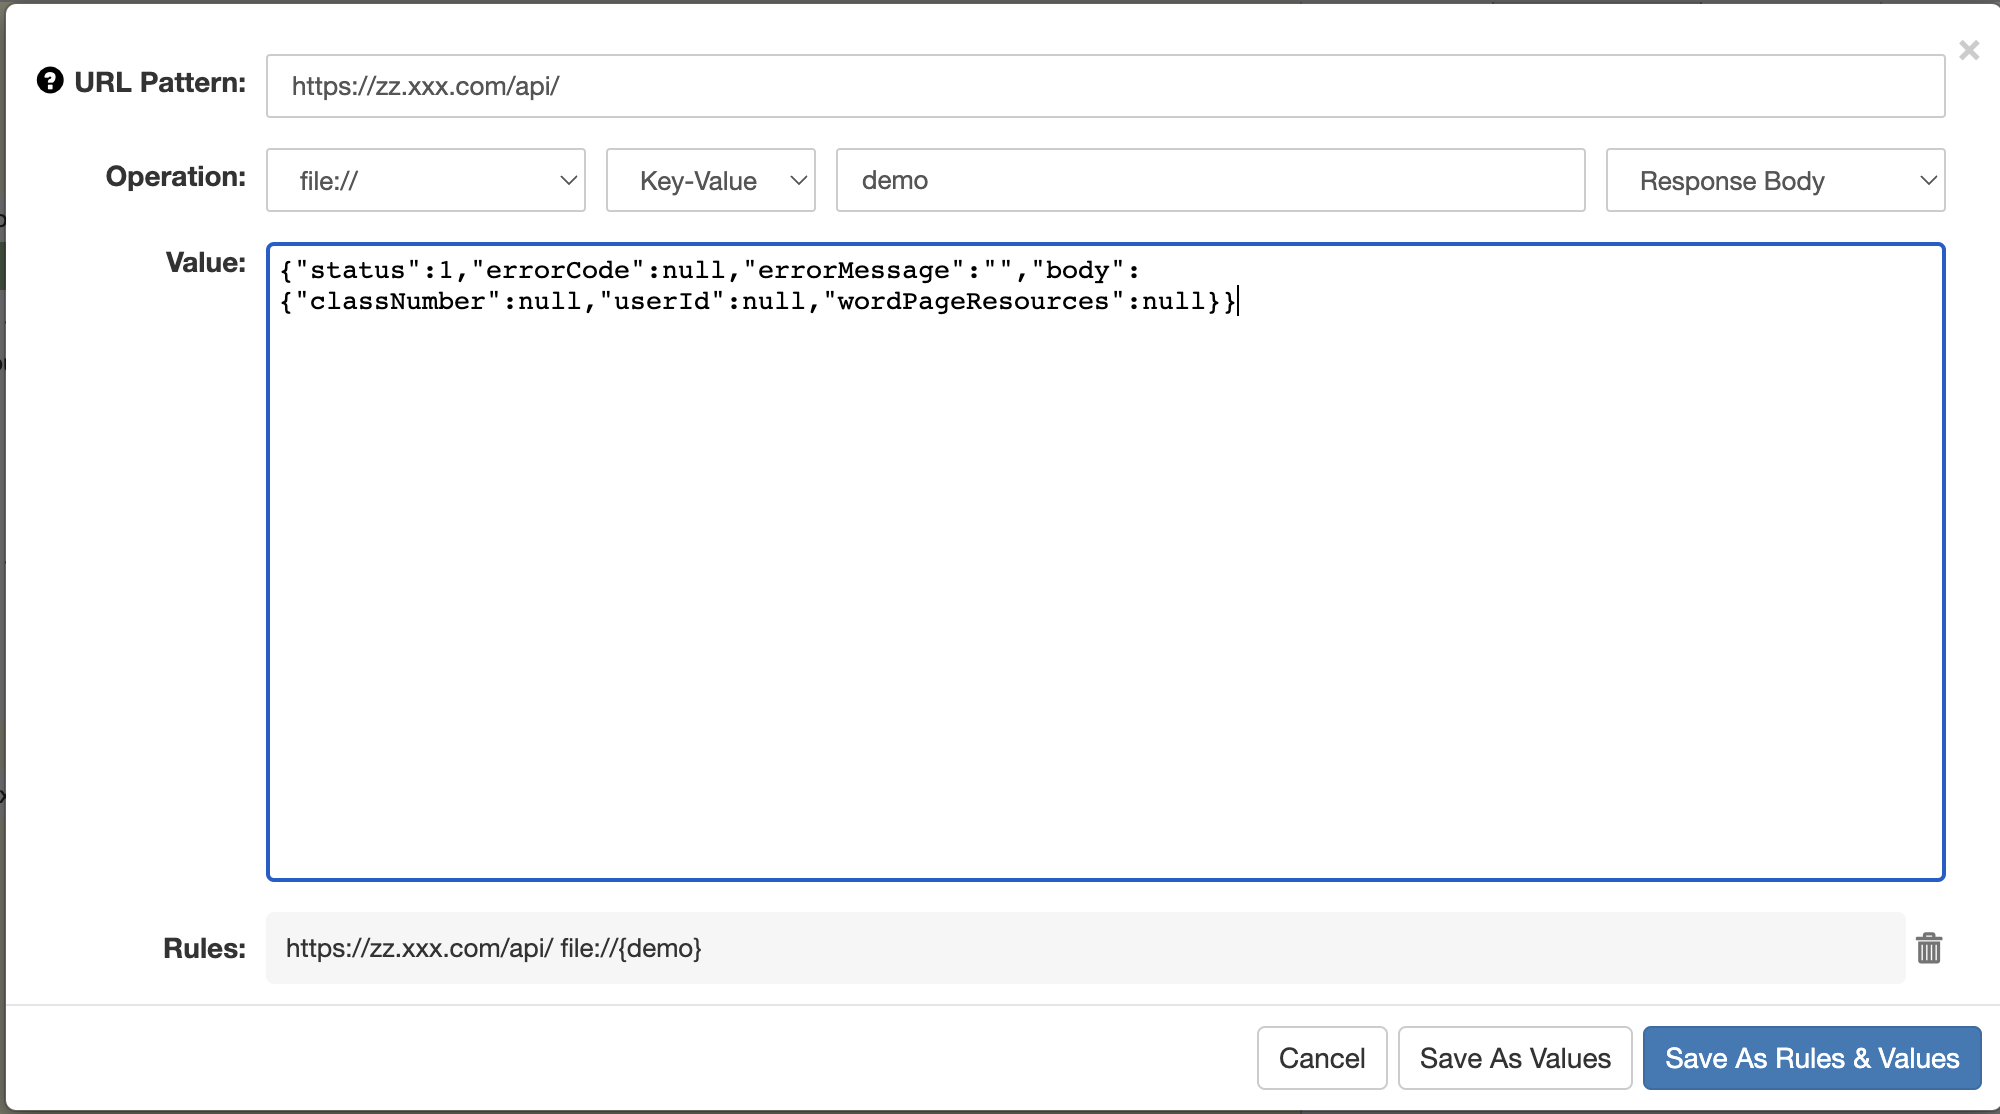 URL Pattern:
https://zz.xxx.com/api/
Operation:
file://
Key-Value
demo
Response Body
Value:
{"status":1,"errorCode":null,"errorMessage":"","body":
{"classNumber":null,"userId":null,"wordPageResources":null}}
Rules:
https://zz.xxx.com/api/ file://{demo}
Cancel
Save As Values
Save As Rules & Values